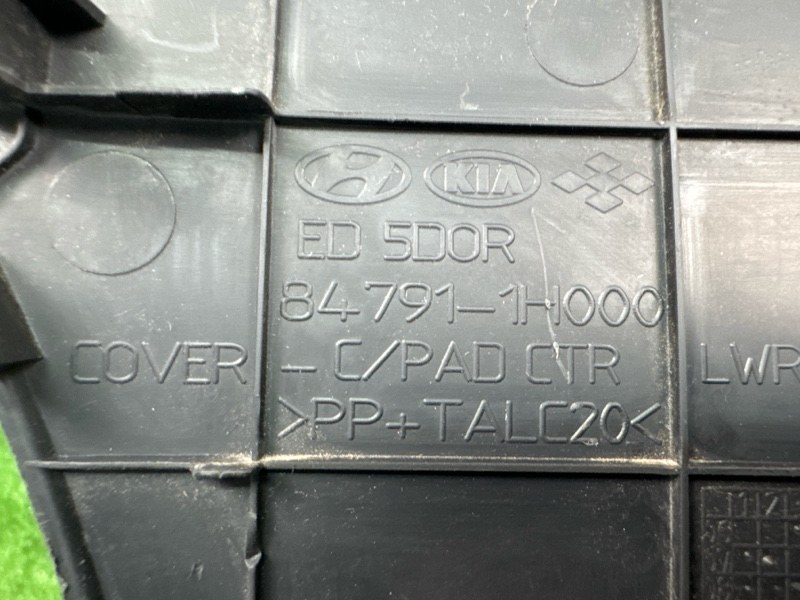 KIA
ED 5DOR
84791-1H000
COVER - C/PAD CTR LWR
>PP+TALC20<